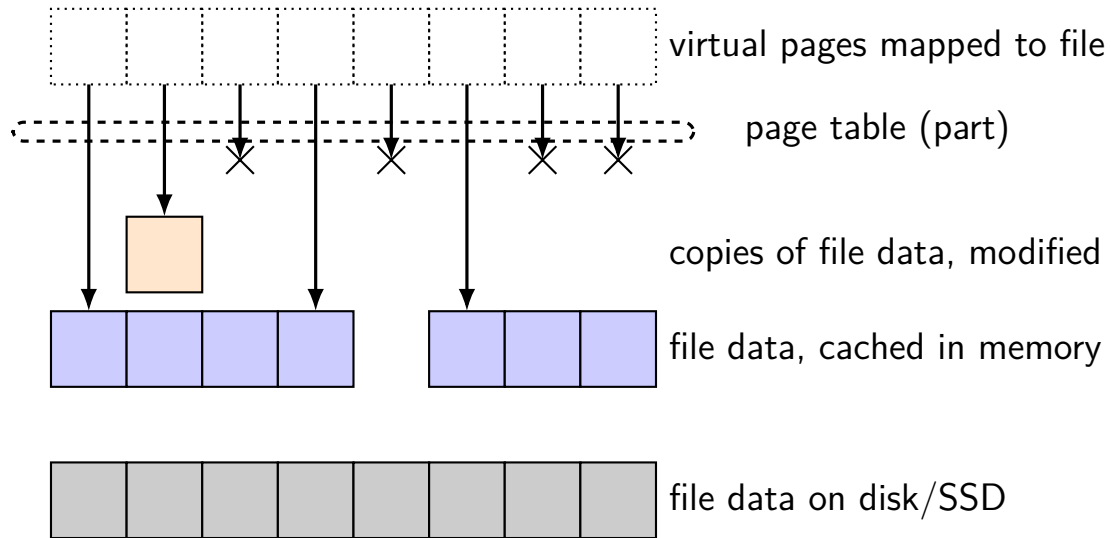 virtual pages mapped to file
page table (part)
copies of file data, modified
file data, cached in memory
file data on disk/SSD